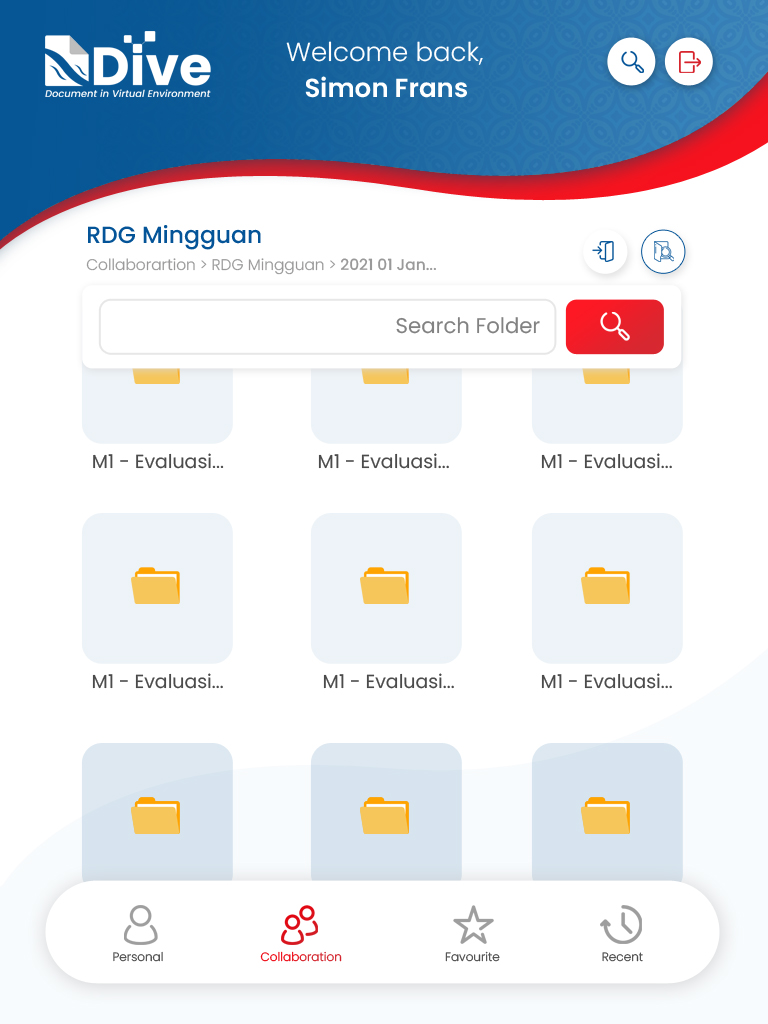 Dive
Document in Virtual Environment
Welcome back,
Simon Frans
RDG Mingguan
Collaborartion > RDG Mingguan > 2021 01 Jan...
Search Folder
M1 - Evaluasi... M1 - Evaluasi... M1 - Evaluasi...
M1 - Evaluasi... M1 - Evaluasi... M1 - Evaluasi...
Personal Collaboration Favourite Recent